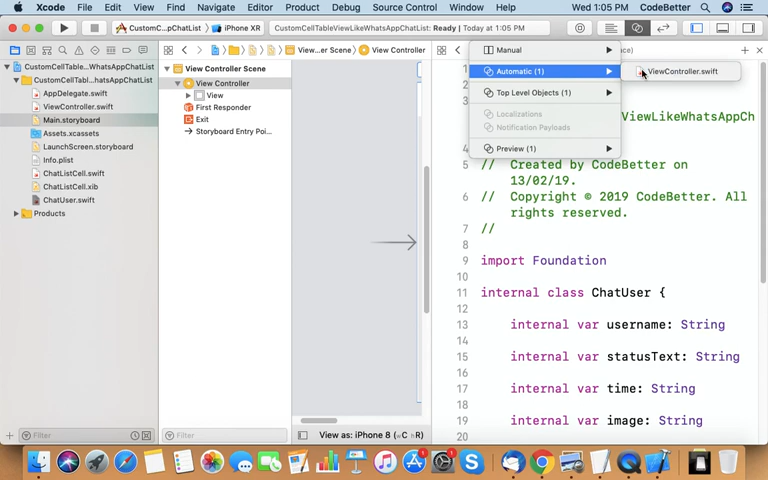 Xcode File Edit View Find Navigate Editor Product Debug Source Control Window Help Wed 1:05 PM CodeBetter
CustomC...pChatList iPhone XR CustomCellTableViewLikeWhatsAppChatList: Ready | Today at 1:05 PM
View...er Scene) View Controller
CustomCellTable...WhatsAppChatList
CustomCellTable...hatsAppChatList
AppDelegate.swift
ViewController.swift
Main.storyboard
Assets.xcassets
LaunchScreen.storyboard
Info.plist
ChatListCell.swift
ChatListCell.xib
ChatUser.swift
Products
Filter
View Controller Scene
View Controller
View
First Responder
Exit
Storyboard Entry Poi...
Filter
View as: iPhone 8 (wC hR)
Manual
Automatic (1)
ViewController.swift
Top Level Objects (1)
Localizations
Notification Payloads
Preview (1)
ViewLikeWhatsAppCh
4
5 // Created by CodeBetter on
13/02/19.
6 // Copyright © 2019 CodeBetter. All
rights reserved.
7 //
8
9 import Foundation
10
11 internal class ChatUser {
12
13 internal var username: String
14
15 internal var statusText: String
16
17 internal var time: String
18
19 internal var image: String
20